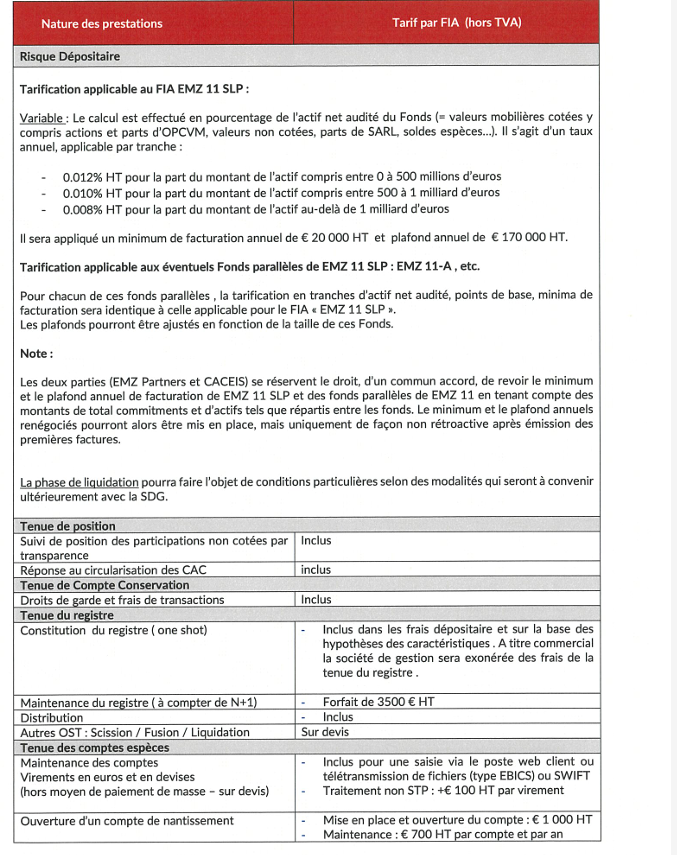 Nature des prestations
Tarif par FIA (hors TVA)
Risque Dépositaire
Tarification applicable au FIA EMZ 11 SLP :
Variable : Le calcul est effectué en pourcentage de l'actif net audité du Fonds (= valeurs mobilières cotées y
compris actions et parts d'OPCVM, valeurs non cotées, parts de SARL, soldes espèces...). Il s'agit d'un taux
annuel, applicable par tranche :
- 0.012% HT pour la part du montant de l'actif compris entre 0 à 500 millions d'euros
- 0.010% HT pour la part du montant de l'actif compris entre 500 à 1 milliard d'euros
- 0.008% HT pour la part du montant de l'actif au-delà de 1 milliard d'euros
Il sera appliqué un minimum de facturation annuel de € 20 000 HT et plafond annuel de € 170 000 HT.
Tarification applicable aux éventuels Fonds parallèles de EMZ 11 SLP : EMZ 11-A , etc.
Pour chacun de ces fonds parallèles , la tarification en tranches d'actif net audité, points de base, minima de
facturation sera identique à celle applicable pour le FIA « EMZ 11 SLP ».
Les plafonds pourront être ajustés en fonction de la taille de ces Fonds.
Note :
Les deux parties (EMZ Partners et CACEIS) se réservent le droit, d'un commun accord, de revoir le minimum
et le plafond annuel de facturation de EMZ 11 SLP et des fonds parallèles de EMZ 11 en tenant compte des
montants de total commitments et d'actifs tels que répartis entre les fonds. Le minimum et le plafond annuels
renégociés pourront alors être mis en place, mais uniquement de façon non rétroactive après émission des
premières factures.
La phase de liquidation pourra faire l'objet de conditions particulières selon des modalités qui seront à convenir
ultérieurement avec la SDG.
Tenue de position
Suivi de position des participations non cotées par
transparence
Inclus
Réponse au circularisation des CAC
inclus
Tenue de Compte Conservation
Droits de garde et frais de transactions
Inclus
Tenue du registre
Constitution du registre ( one shot)
- Inclus dans les frais dépositaire et sur la base des
hypothèses des caractéristiques . A titre commercial
la société de gestion sera exonérée des frais de la
tenue du registre .
Maintenance du registre ( à compter de N+1)
- Forfait de 3500 € HT
Distribution
- Inclus
Autres OST : Scission / Fusion / Liquidation
Sur devis
Tenue des comptes espèces
Maintenance des comptes
Virements en euros et en devises
(hors moyen de paiement de masse – sur devis)
- Inclus pour une saisie via le poste web client ou
télétransmission de fichiers (type EBICS) ou SWIFT
- Traitement non STP : +€ 100 HT par virement
Ouverture d'un compte de nantissement
- Mise en place et ouverture du compte : € 1 000 HT
- Maintenance : € 700 HT par compte et par an